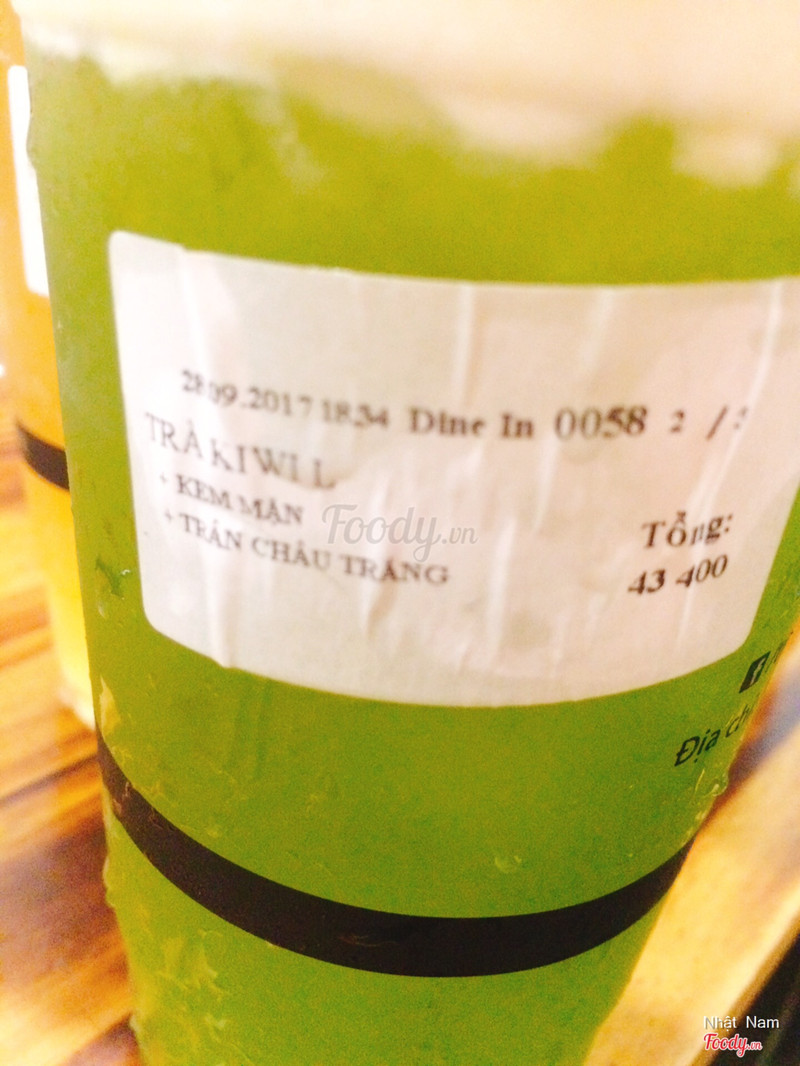 28.09.2017 18:34 Dine In 0058 2 /
TRÀ KIWI L
+ KEM MẶN
+ TRÂN CHÂU TRẮNG
Tổng:
43 400
Foody.vn
Địa chỉ
Nhật Nam
Foody.vn